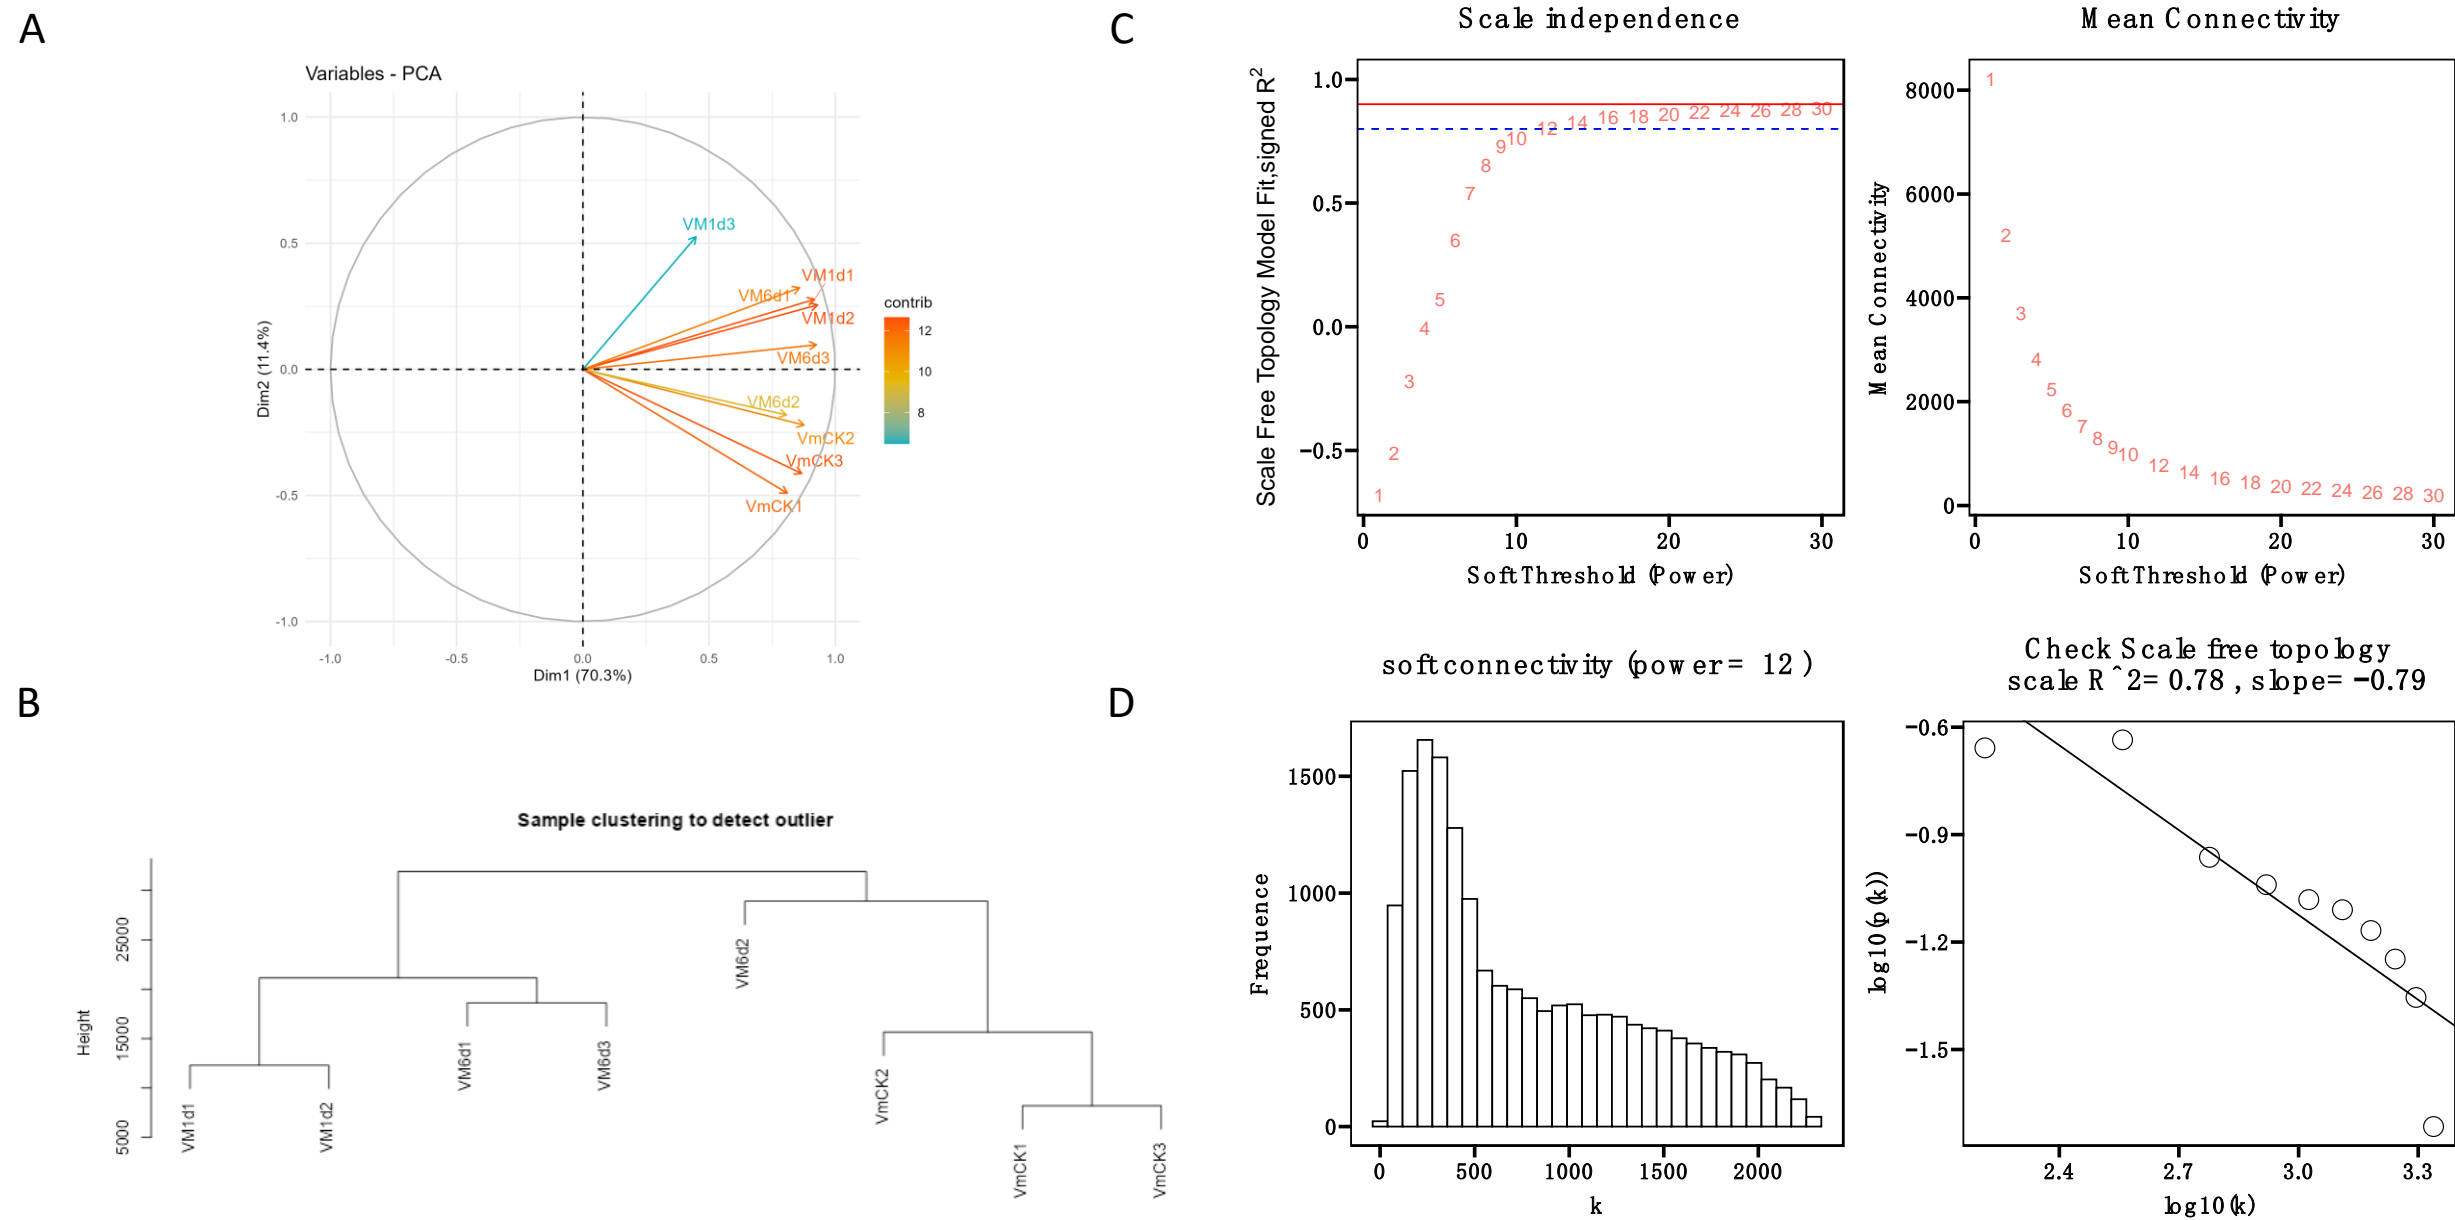 A
Variables - PCA
1.0
0.5
0.0
-0.5
-1.0
Dim2 (11.4%)
VM1d3
VM1d1
VM6d1
VM1d2
VM6d3
VM6d2
VmCK2
VmCK3
VmCK1
-1.0 -0.5 0.0 0.5 1.0
Dim1 (70.3%)
contrib
12
10
8
B
Sample clustering to detect outlier
Height
5000 15000 25000
VM1d1
VM1d2
VM6d1
VM6d3
VM6d2
VmCK2
VmCK1
VmCK3
C
Scale independence
Scale Free Topology Model Fit,signed R²
1.0
0.5
0.0
−0.5
1 2 3 4 5 6 7 8 9 10 12 14 16 18 20 22 24 26 28 30
0 10 20 30
Soft Threshold (Power)
Mean Connectivity
Mean Connectivity
8000
6000
4000
2000
0
1 2 3 4 5 6 7 8 9 10 12 14 16 18 20 22 24 26 28 30
0 10 20 30
Soft Threshold (Power)
D
soft connectivity (power = 12 )
Frequence
1500
1000
500
0
0 500 1000 1500 2000
k
Check Scale free topology
scale R^2= 0.78 , slope= −0.79
log10(p(k))
−0.6
−0.9
−1.2
−1.5
2.4 2.7 3.0 3.3
log10(k)